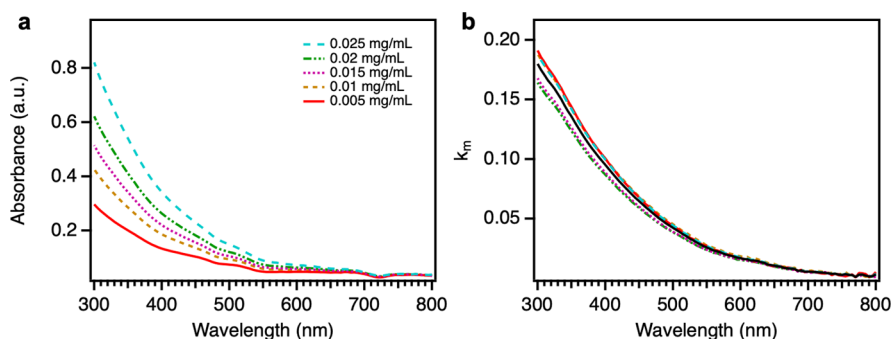 a
Absorbance (a.u.)
0.8
0.6
0.4
0.2
0.025 mg/mL
0.02 mg/mL
0.015 mg/mL
0.01 mg/mL
0.005 mg/mL
300 400 500 600 700 800
Wavelength (nm)
b
km
0.20
0.15
0.10
0.05
300 400 500 600 700 800
Wavelength (nm)